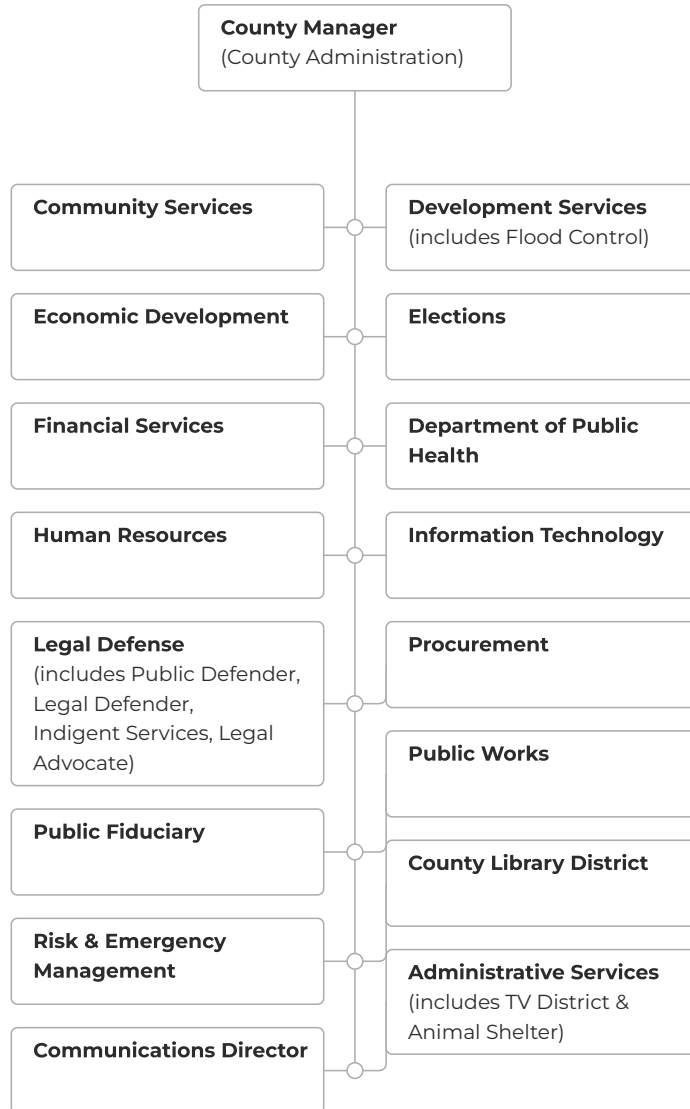 County Manager
(County Administration)
Community Services
Development Services
(includes Flood Control)
Economic Development
Elections
Financial Services
Department of Public
Health
Human Resources
Information Technology
Legal Defense
(includes Public Defender,
Legal Defender,
Indigent Services, Legal
Advocate)
Procurement
Public Works
Public Fiduciary
County Library District
Risk & Emergency
Management
Administrative Services
(includes TV District &
Animal Shelter)
Communications Director